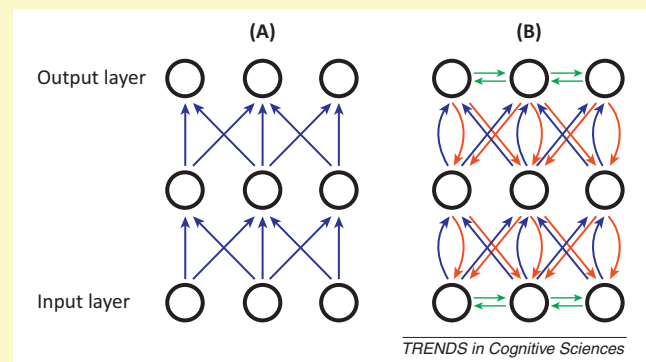 (A) (B)
Output layer
Input layer
TRENDS in Cognitive Sciences